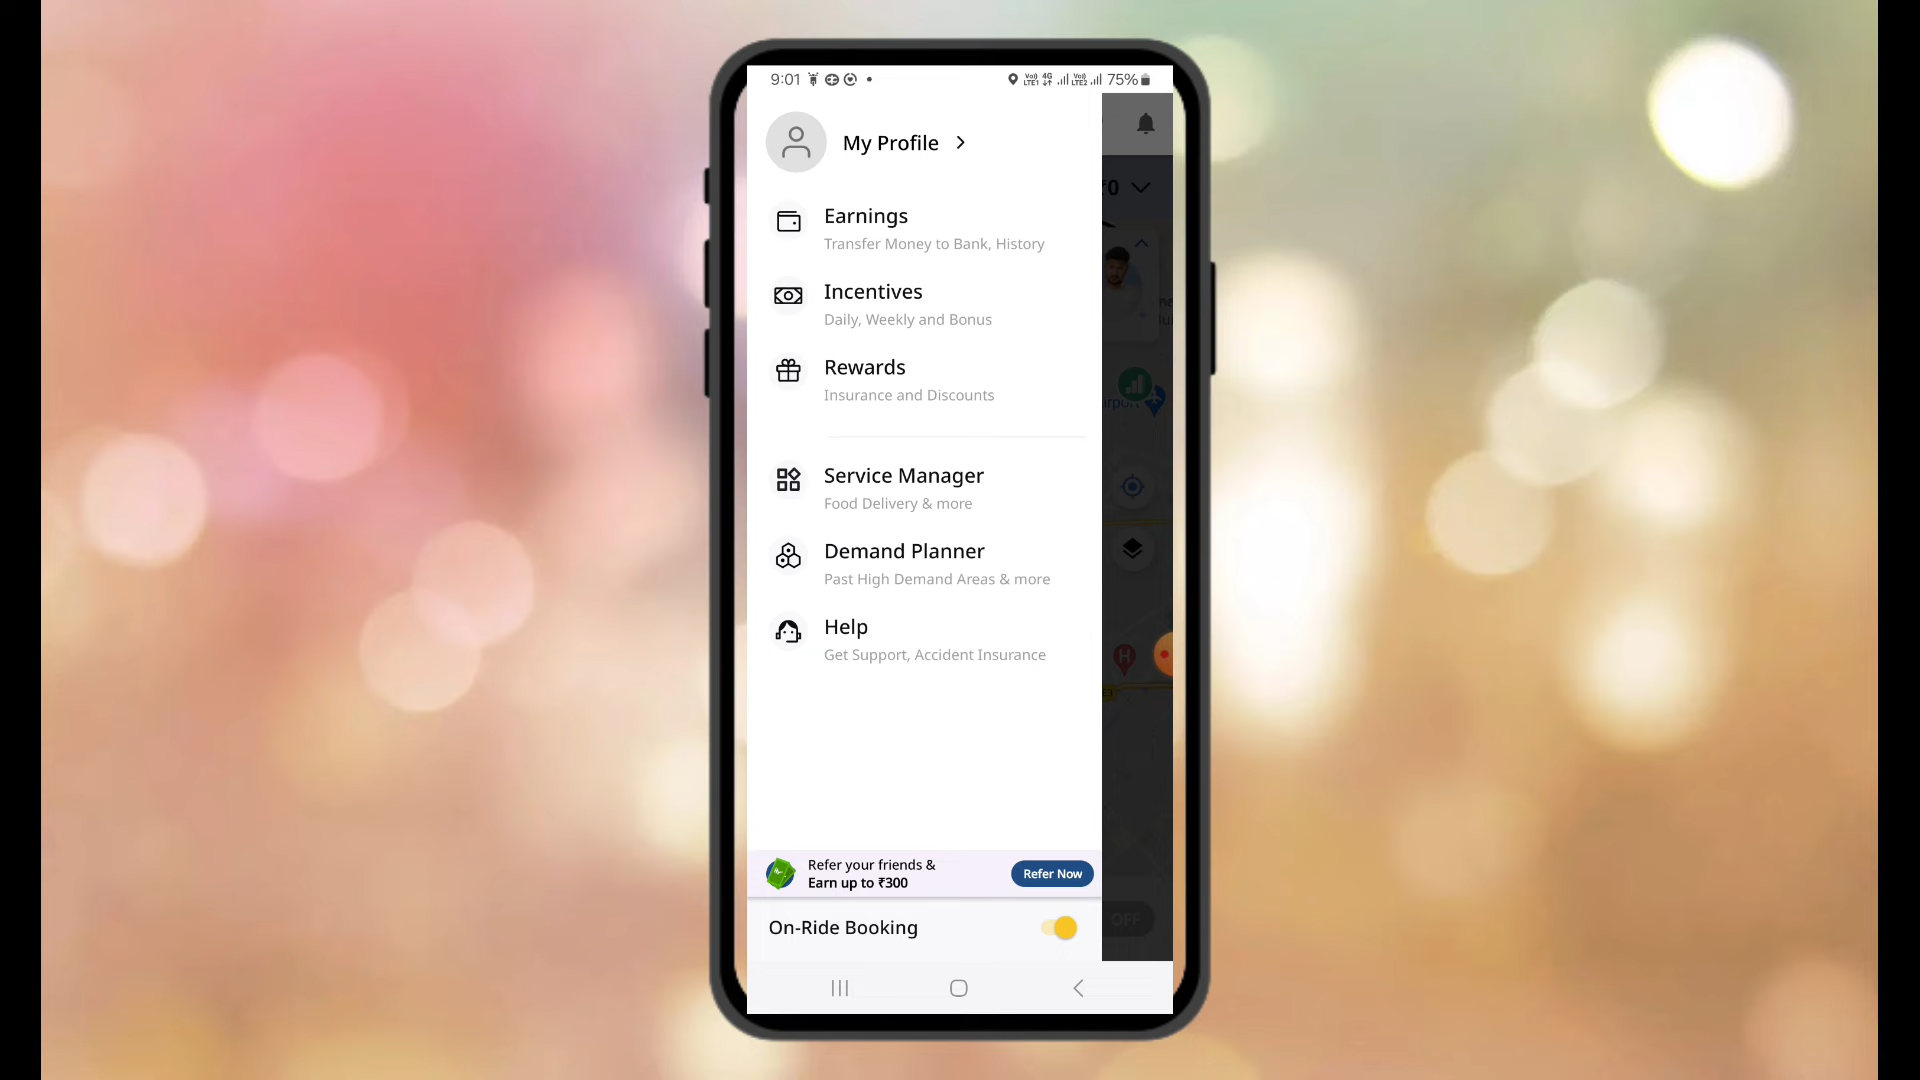 9:01
75%
My Profile
₹0
Earnings
Transfer Money to Bank, History
Incentives
Daily, Weekly and Bonus
Rewards
Insurance and Discounts
Service Manager
Food Delivery & more
Demand Planner
Past High Demand Areas & more
Help
Get Support, Accident Insurance
H
Refer your friends &
Earn up to ₹300
Refer Now
OFF
On-Ride Booking